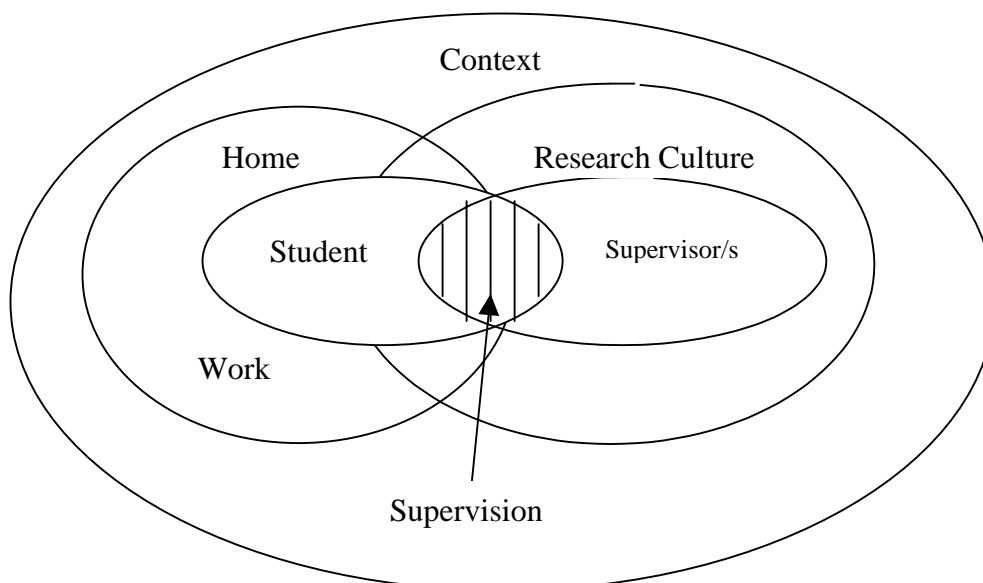 Context
Home
Research Culture
Student
Supervisor/s
Work
Supervision